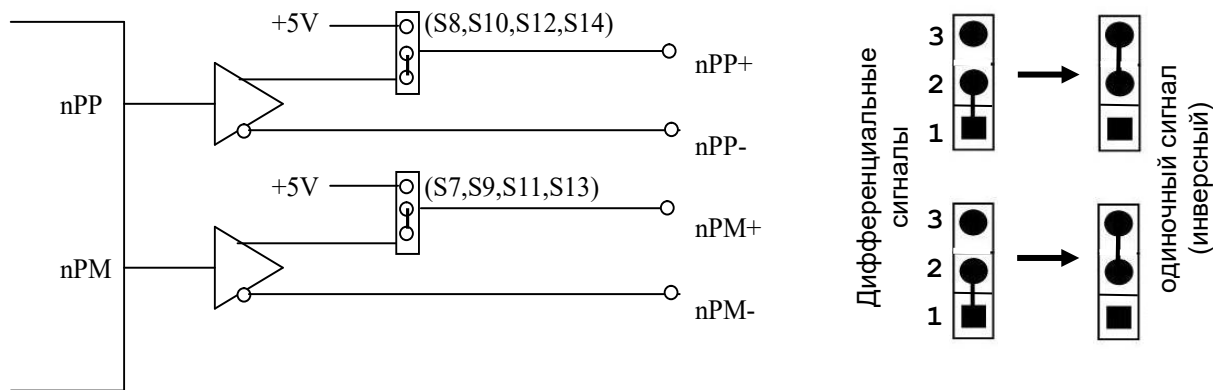 +5V
(S8,S10,S12,S14)
nPP
nPP+
nPP-
+5V
(S7,S9,S11,S13)
nPM
nPM+
nPM-
Дифференциальные
сигналы
3
2
1
3
2
1
одиночный сигнал
(инверсный)